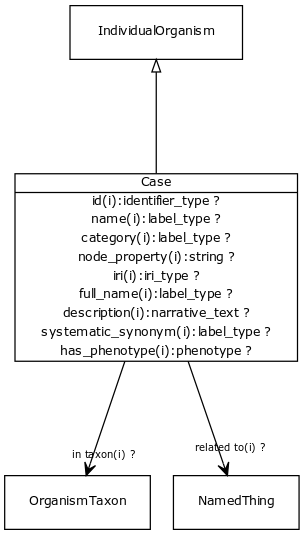 IndividualOrganism
Case
id(i):identifier_type ?
name(i):label_type ?
category(i):label_type ?
node_property(i):string ?
iri(i):iri_type ?
full_name(i):label_type ?
description(i):narrative_text ?
systematic_synonym(i):label_type ?
has_phenotype(i):phenotype ?
in taxon(i) ?
related to(i) ?
OrganismTaxon
NamedThing